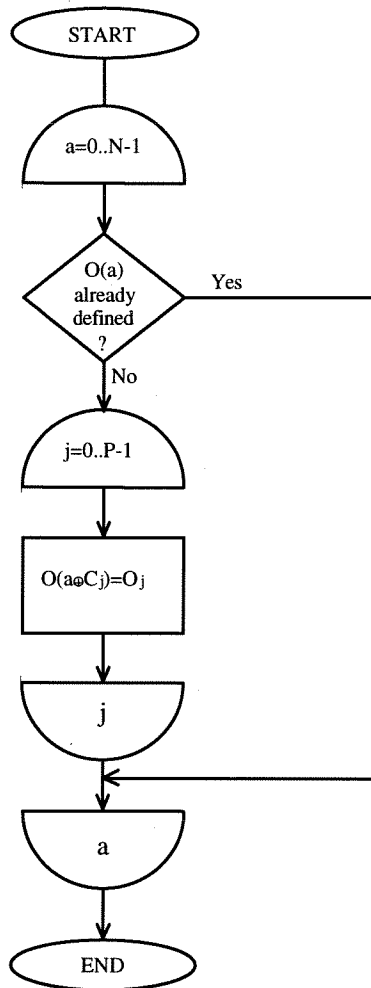 START
a=0..N-1
O(a)
already
defined
?
Yes
No
j=0..P-1
O(a⊕Cj)=Oj
j
a
END